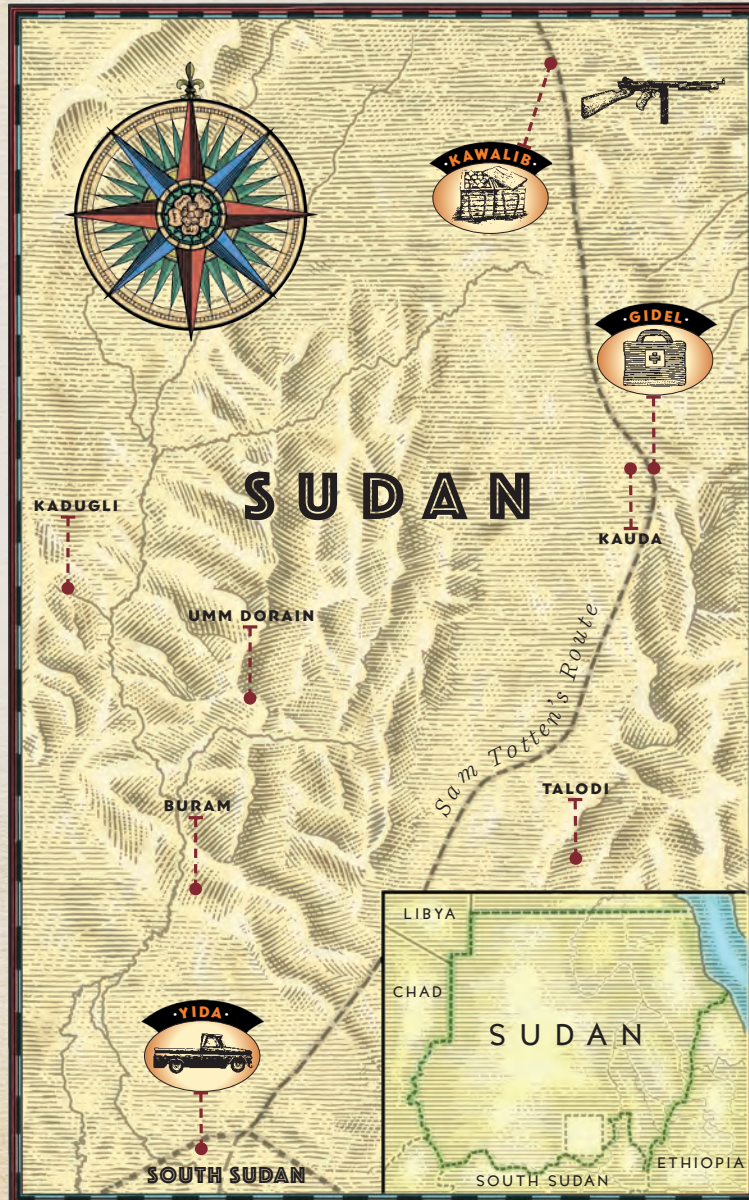 ·KAWALIB·
·GIDEL·
SUDAN
KADUGLI
KAUDA
UMM DORAIN
Sam Totten's Route
TALODI
BURAM
·YIDA·
SOUTH SUDAN
LIBYA
CHAD
SUDAN
ETHIOPIA
SOUTH SUDAN